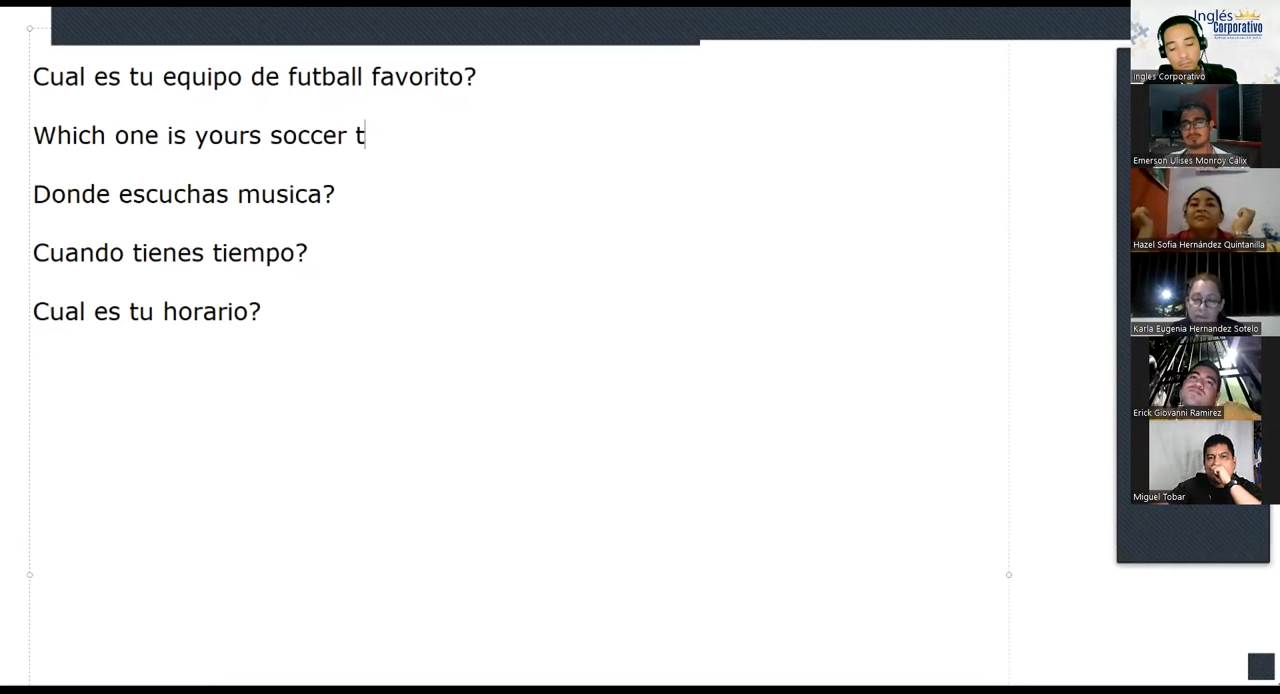 Inglés
Corporativo
Ingles Corporativo
Cual es tu equipo de futball favorito?
Which one is yours soccer t
Donde escuchas musica?
Cuando tienes tiempo?
Cual es tu horario?
Emerson Ulises Monroy Cálix
Hazel Sofia Hernández Quintanilla
Karla Eugenia Hernandez Sotelo
Erick Giovanni Ramirez
Miguel Tobar